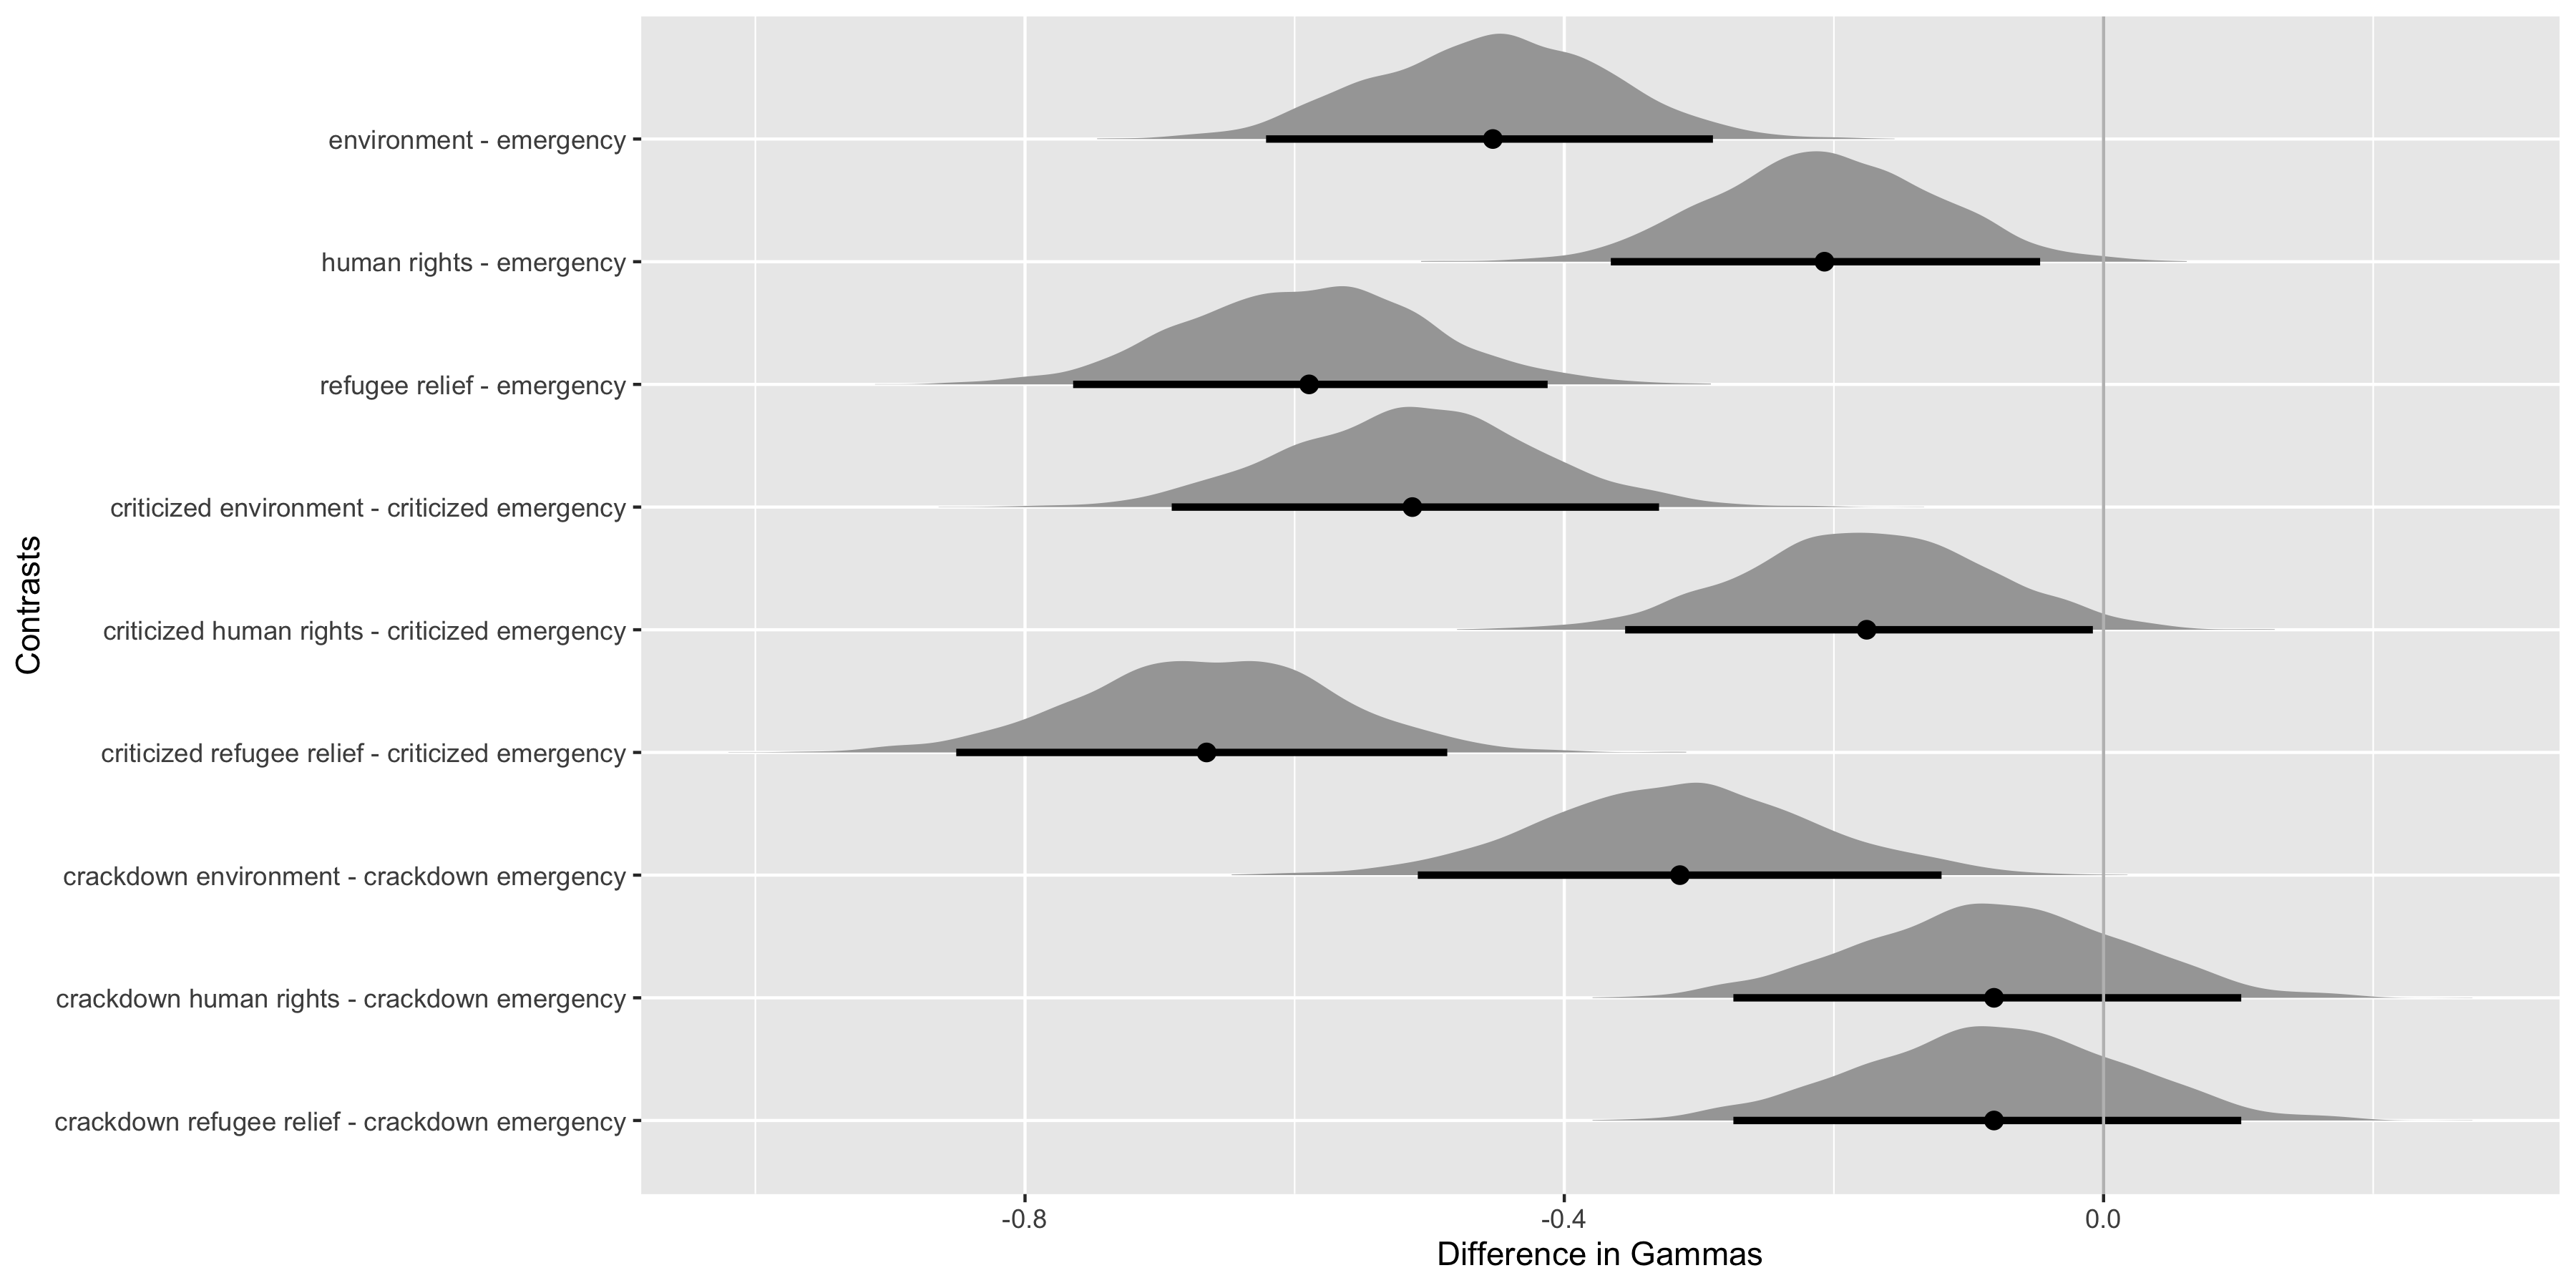 Contrasts
environment - emergency
human rights - emergency
refugee relief - emergency
criticized environment - criticized emergency
criticized human rights - criticized emergency
criticized refugee relief - criticized emergency
crackdown environment - crackdown emergency
crackdown human rights - crackdown emergency
crackdown refugee relief - crackdown emergency
-0.8 -0.4 0.0
Difference in Gammas